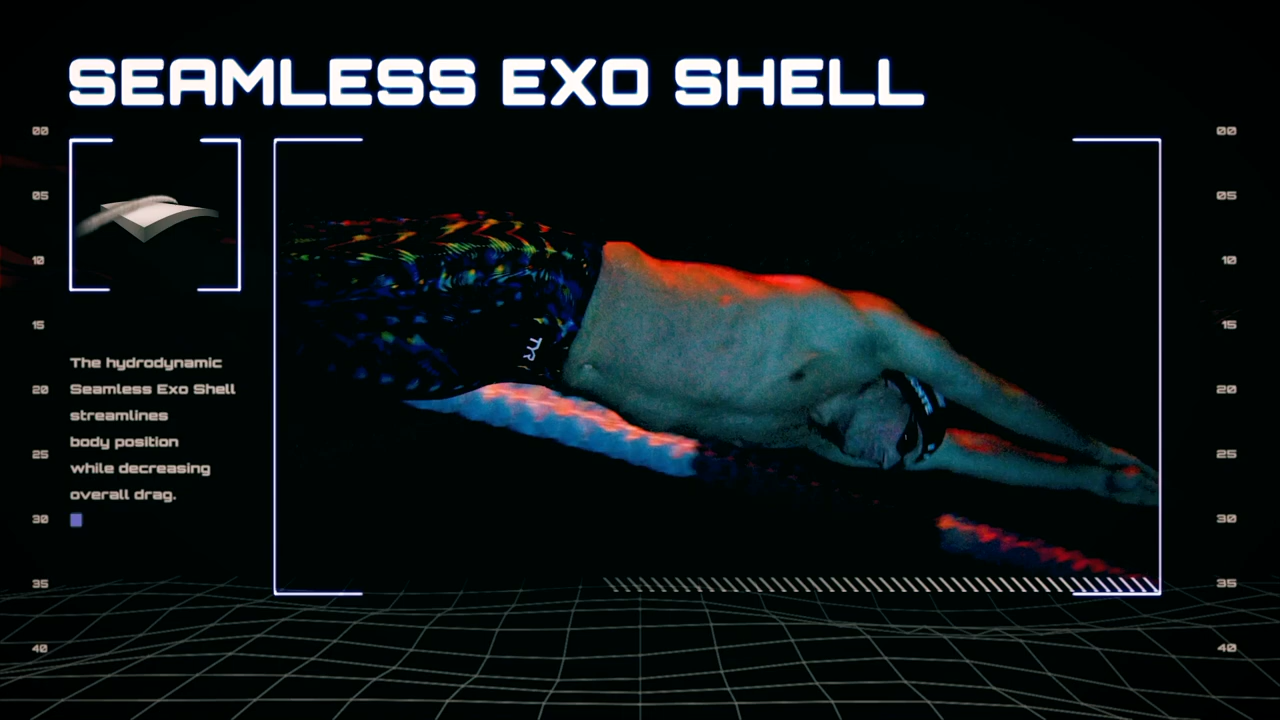 SEAMLESS EXO SHELL
00
05
10
15
20
25
30
35
40
The hydrodynamic
Seamless Exo Shell
streamlines
body position
while decreasing
overall drag.
TYR
00
05
10
15
20
25
30
35
40